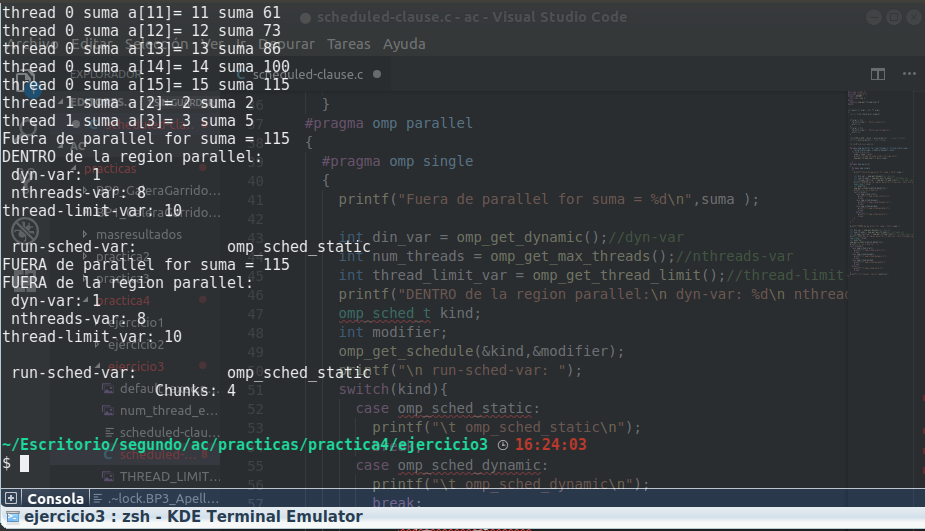 thread 0 suma a[11]= 11 suma 61
thread 0 suma a[12]= 12 suma 73
thread 0 suma a[13]= 13 suma 86
thread 0 suma a[14]= 14 suma 100
thread 0 suma a[15]= 15 suma 115
thread 1 suma a[2]= 2 suma 2
thread 1 suma a[3]= 3 suma 5
Fuera de parallel for suma = 115
DENTRO de la region parallel:
dyn-var: 1
nthreads-var: 8
thread-limit-var: 10
run-sched-var: omp_sched_static
FUERA de parallel for suma = 115
FUERA de la region parallel:
dyn-var: 1
nthreads-var: 8
thread-limit-var: 10
run-sched-var: omp_sched_static
Chunks: 4
~/Escritorio/segundo/ac/practicas/practica4/ejercicio3 16:24:03
$
Consola
ejercicio3 : zsh - KDE Terminal Emulator
scheduled-clause.c - ac - Visual Studio Code
Archivo Editar Selección Ver Ir Depurar Tareas Ayuda
EXPLORADOR
scheduled-clause.c
AC
practicas
masresultados
practica2
practica3
practica4
ejercicio1
ejercicio2
ejercicio3
num_thread_e...
scheduled-clau...
scheduled-...
THREAD_LIMIT...
.~lock.BP3_Apell...
}
37 #pragma omp parallel
{
#pragma omp single
40 {
41 printf("Fuera de parallel for suma = %d\n",suma );
42
43 int din_var = omp_get_dynamic();//dyn-var
int num_threads = omp_get_max_threads();//nthreads-var
45 int thread_limit_var = omp_get_thread_limit();//thread-limit
46 printf("DENTRO de la region parallel:\n dyn-var: %d\n nthread
47 omp_sched_t kind;
48 int modifier;
49 omp_get_schedule(&kind,&modifier);
printf("\n run-sched-var: ");
51 switch(kind){
52 case omp_sched_static:
53 printf("\t omp_sched_static\n");
break;
55 case omp_sched_dynamic:
56 printf("\t omp_sched_dynamic\n");
57 break;